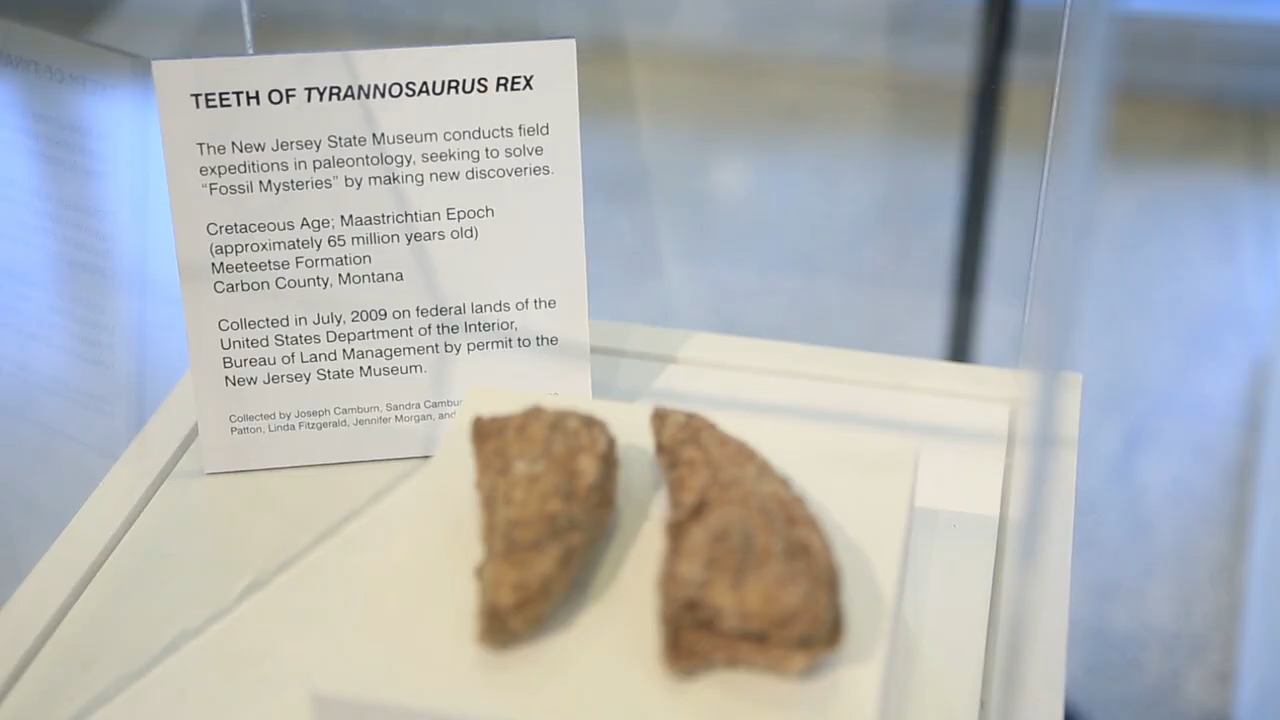 TEETH OF TYRANNOSAURUS REX
The New Jersey State Museum conducts field
expeditions in paleontology, seeking to solve
“Fossil Mysteries” by making new discoveries.
Cretaceous Age; Maastrichtian Epoch
(approximately 65 million years old)
Meeteetse Formation
Carbon County, Montana
Collected in July, 2009 on federal lands of the
United States Department of the Interior,
Bureau of Land Management by permit to the
New Jersey State Museum.
Collected by Joseph Camburn, Sandra
Patton, Linda Fitzgerald, Jennifer Morgan, and